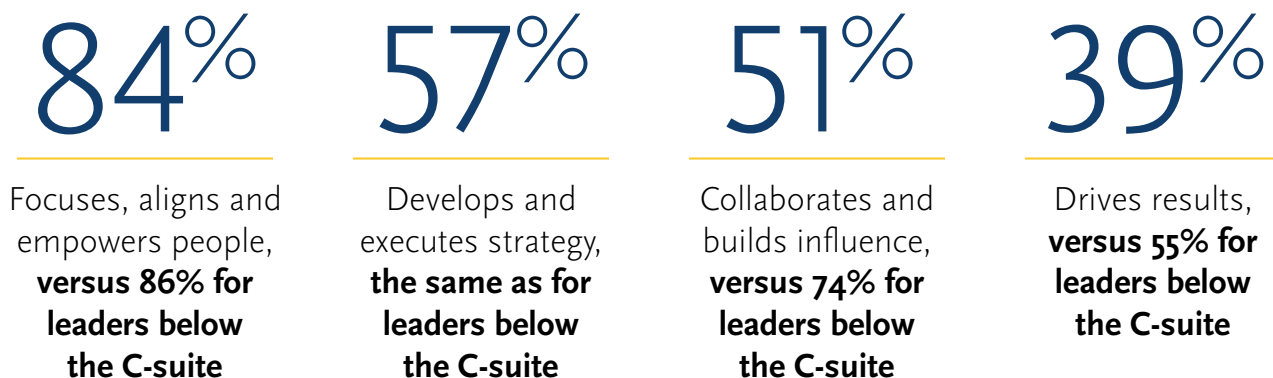 84%
Focuses, aligns and
empowers people,
versus 86% for
leaders below
the C-suite
57%
Develops and
executes strategy,
the same as for
leaders below
the C-suite
51%
Collaborates and
builds influence,
versus 74% for
leaders below
the C-suite
39%
Drives results,
versus 55% for
leaders below
the C-suite